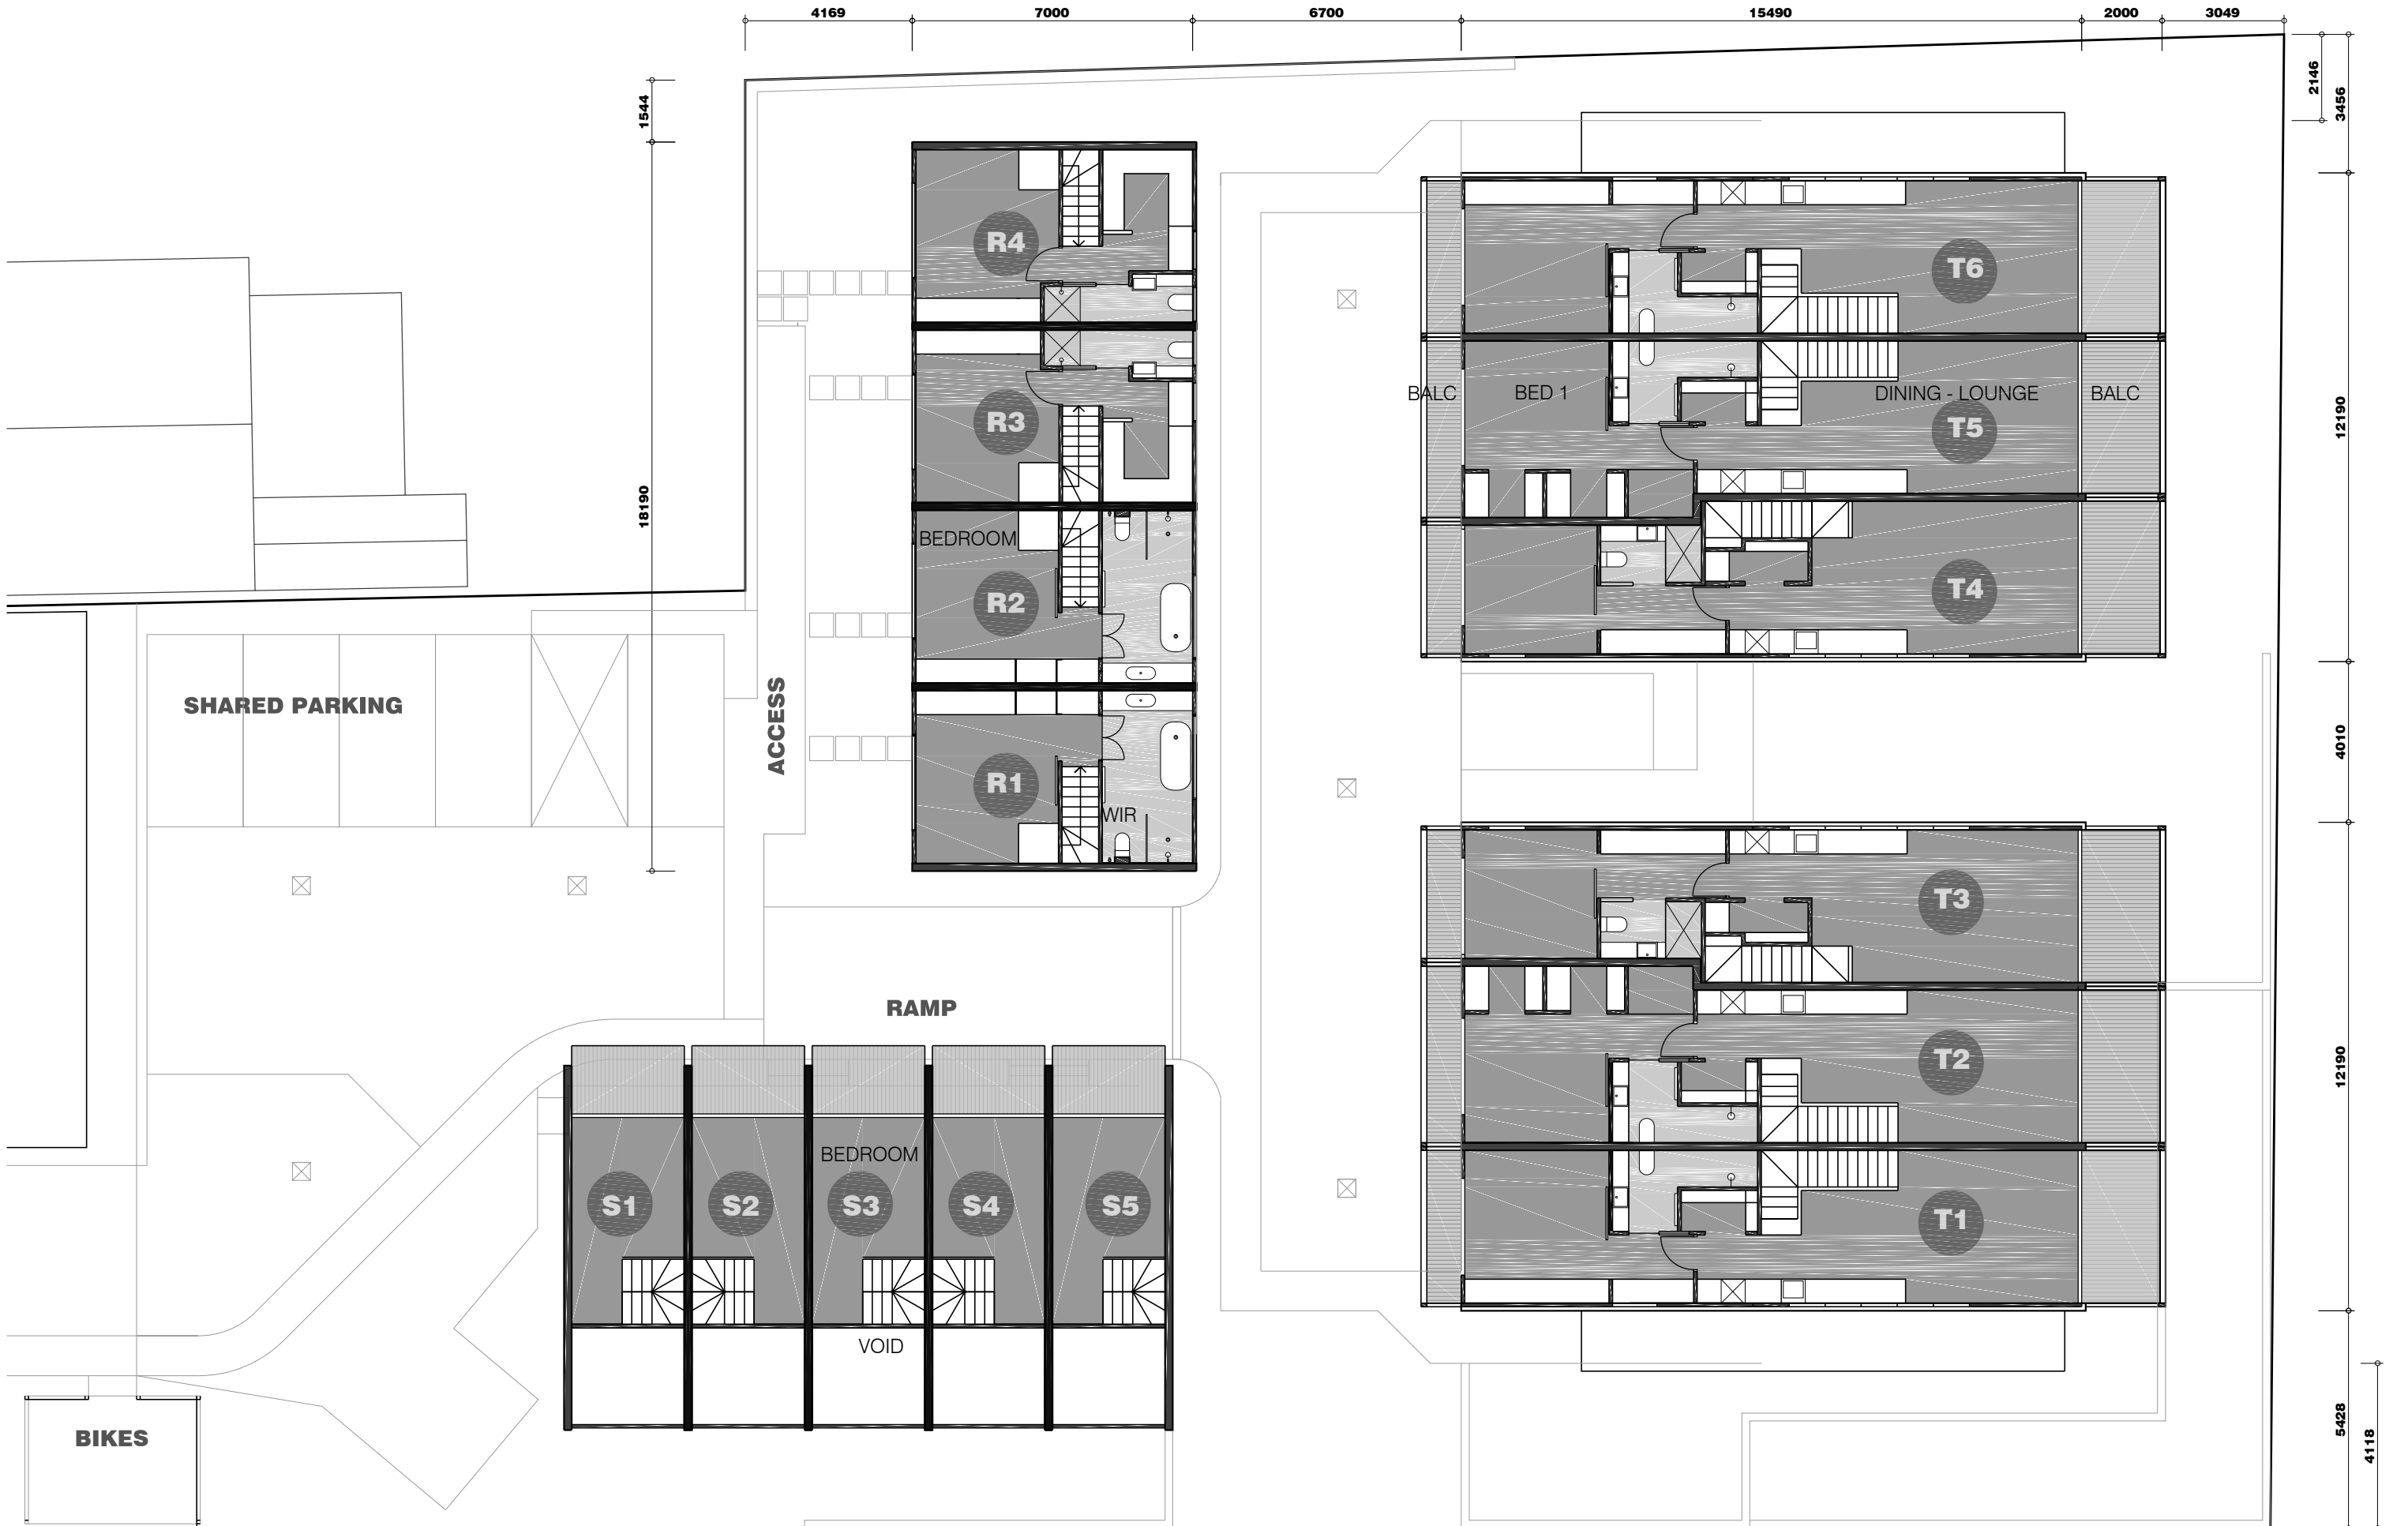 4169 7000 6700 15490 2000 3049
2146
3456
1544
18190
12190
4010
12190
5428
4118
R4
T6
R3
BALC BED 1 DINING - LOUNGE BALC
T5
BEDROOM
R2
T4
SHARED PARKING
ACCESS
R1
WIR
T3
RAMP
T2
BEDROOM
S1 S2 S3 S4 S5
T1
VOID
BIKES